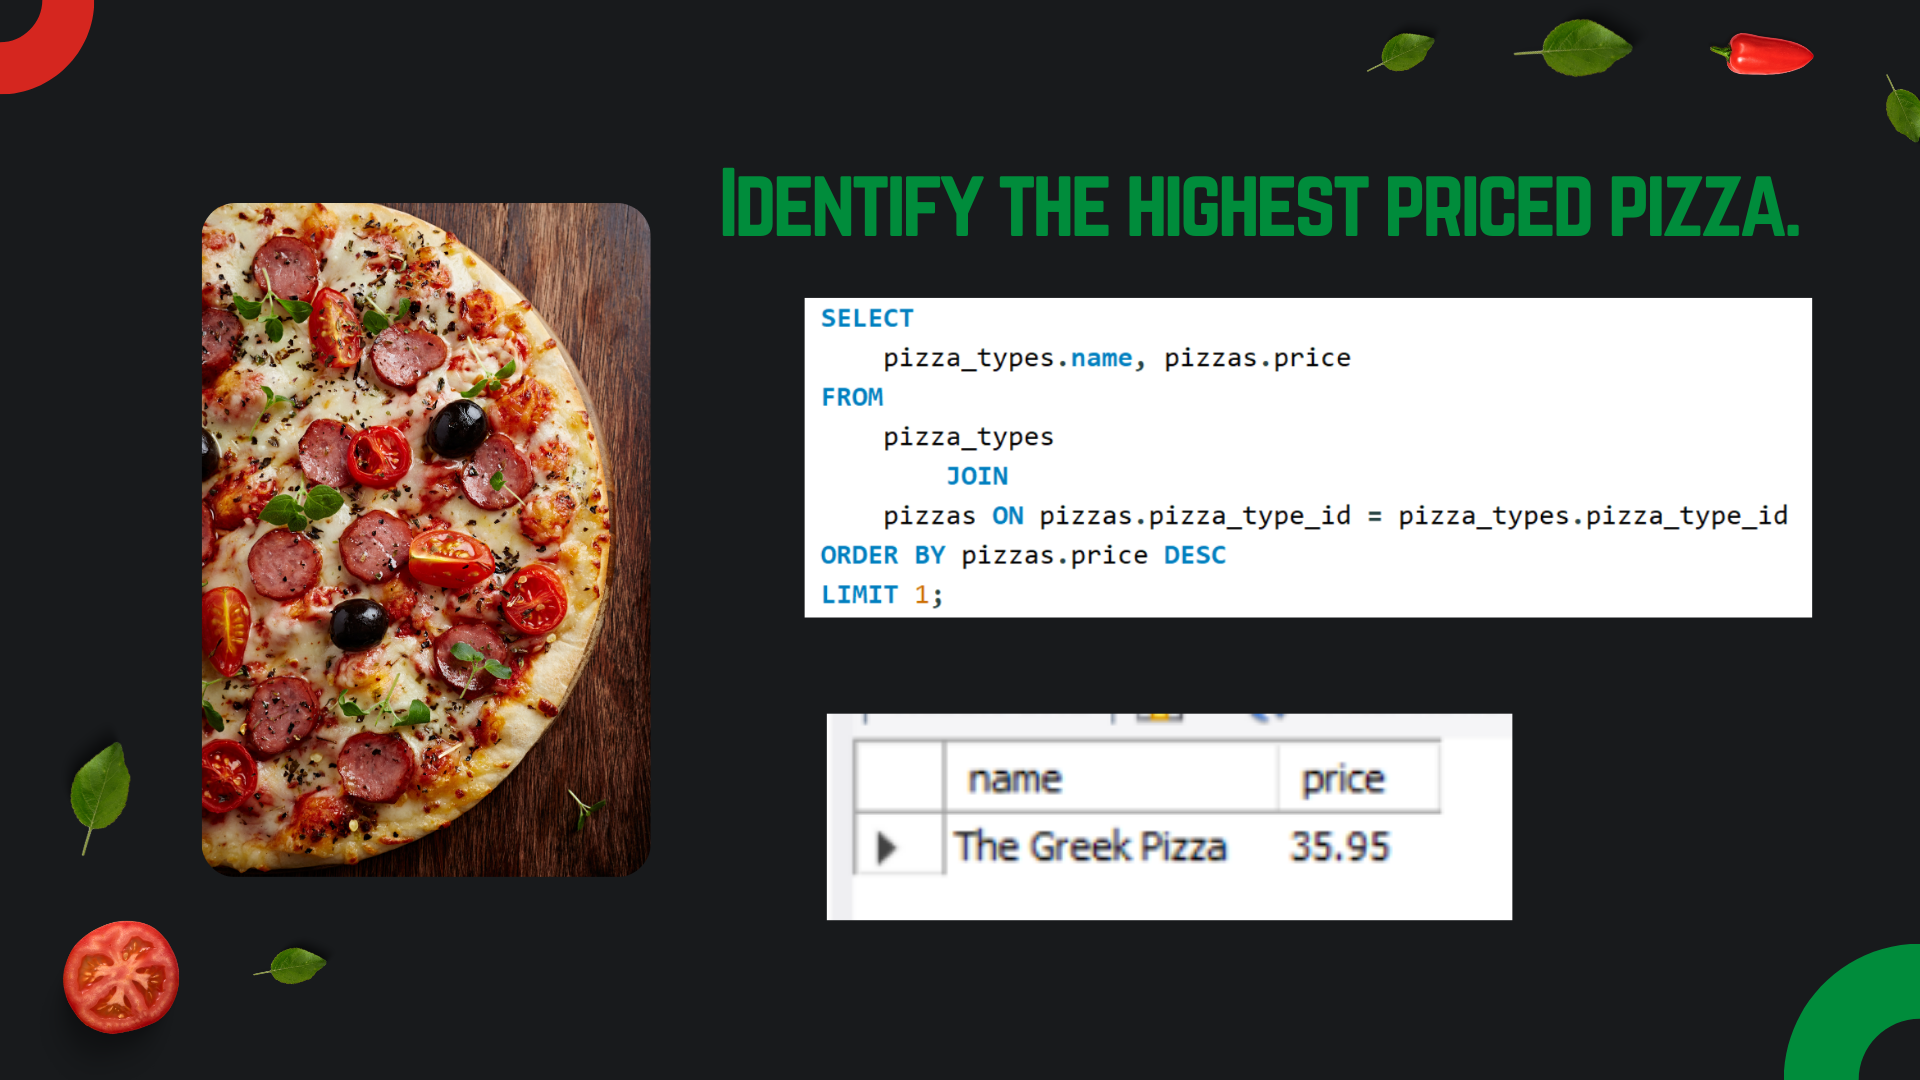 IDENTIFY THE HIGHEST PRICED PIZZA.
SELECT
    pizza_types.name, pizzas.price
FROM
    pizza_types
        JOIN
    pizzas ON pizzas.pizza_type_id = pizza_types.pizza_type_id
ORDER BY pizzas.price DESC
LIMIT 1;
name price
The Greek Pizza 35.95